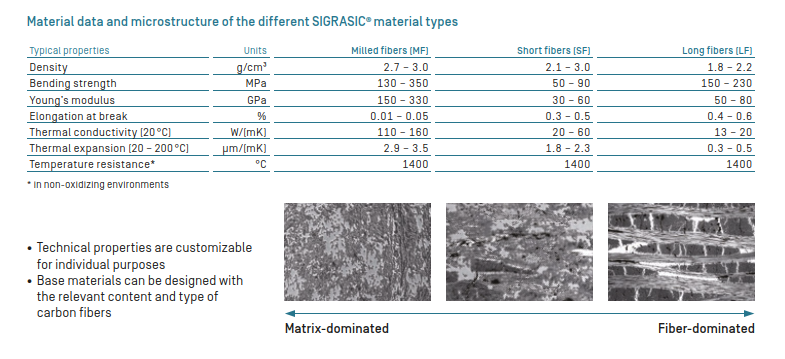 Material data and microstructure of the different SIGRASIC® material types
Typical properties Units Milled fibers (MF) Short fibers (SF) Long fibers (LF)
Density g/cm³ 2.7 – 3.0 2.1 – 3.0 1.8 – 2.2
Bending strength MPa 130 – 350 50 – 90 150 – 230
Young's modulus GPa 150 – 330 30 – 60 50 – 80
Elongation at break % 0.01 – 0.05 0.3 – 0.5 0.4 – 0.6
Thermal conductivity (20 °C) W/(mK) 110 – 160 20 – 60 13 – 20
Thermal expansion (20 – 200 °C) µm/(mK) 2.9 – 3.5 1.8 – 2.3 0.3 – 0.5
Temperature resistance* °C 1400 1400 1400
* in non-oxidizing environments
• Technical properties are customizable
for individual purposes
• Base materials can be designed with
the relevant content and type of
carbon fibers
Matrix-dominated Fiber-dominated